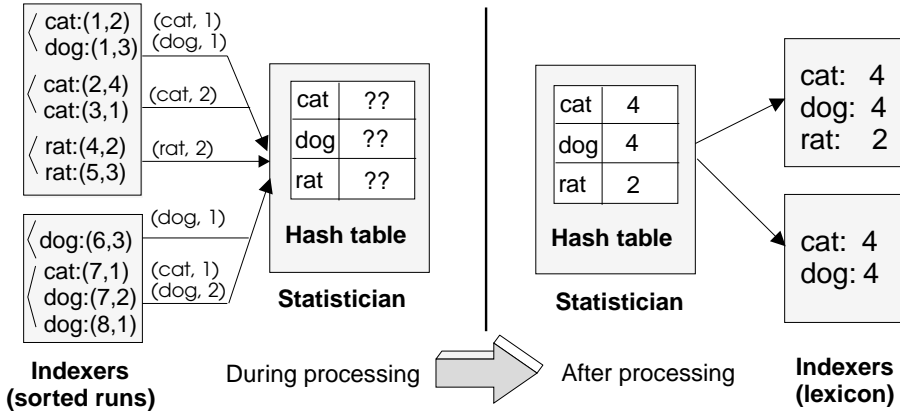 cat:(1,2)
dog:(1,3)
cat:(2,4)
cat:(3,1)
rat:(4,2)
rat:(5,3)
dog:(6,3)
cat:(7,1)
dog:(7,2)
dog:(8,1)
Indexers
(sorted runs)
(cat, 1)
(dog, 1)
(cat, 2)
(rat, 2)
(dog, 1)
(cat, 1)
(dog, 2)
cat ??
dog ??
rat ??
Hash table
Statistician
During processing
cat 4
dog 4
rat 2
Hash table
Statistician
After processing
cat: 4
dog: 4
rat: 2
cat: 4
dog: 4
Indexers
(lexicon)